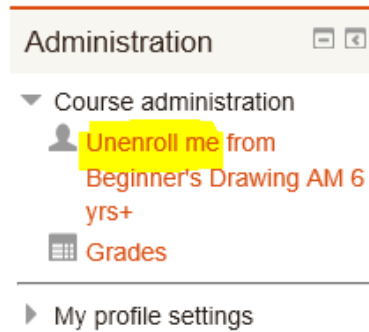 Administration
Course administration
Unenroll me from
Beginner's Drawing AM 6
yrs+
Grades
My profile settings